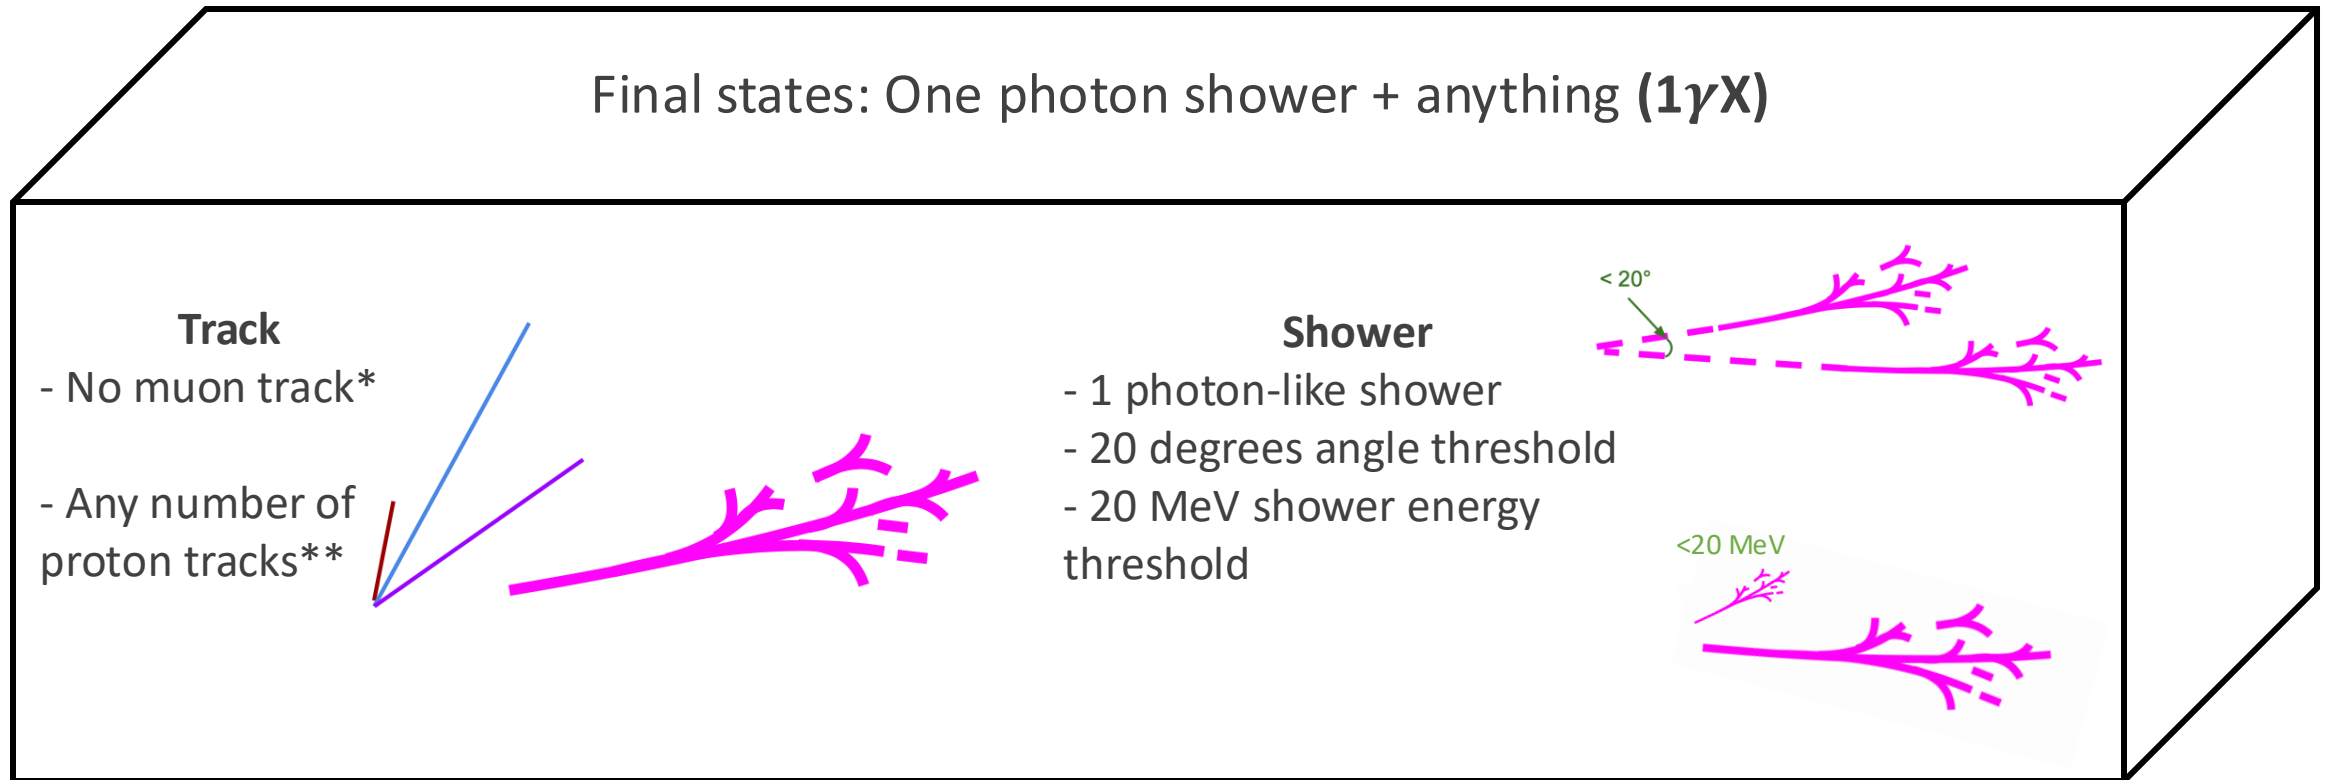 Final states: One photon shower + anything (1γX)
Track
- No muon track*
- Any number of
proton tracks**
Shower
- 1 photon-like shower
- 20 degrees angle threshold
- 20 MeV shower energy
threshold
< 20°
<20 MeV